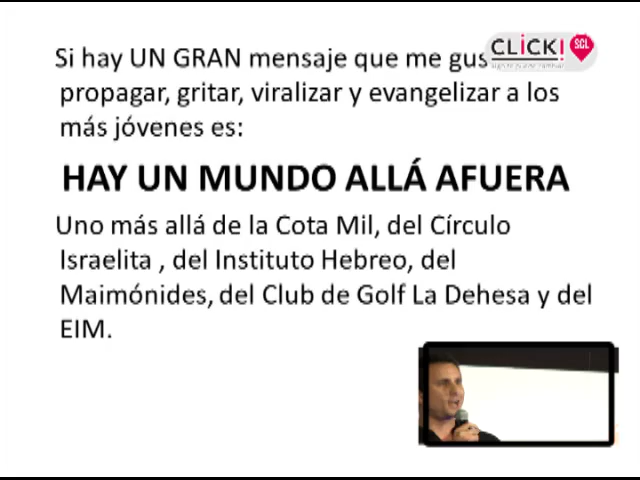 Si hay UN GRAN mensaje que me gus
CLiCK!
SCL
propagar, gritar, viralizar y evangelizar a los
más jóvenes es:
HAY UN MUNDO ALLÁ AFUERA
Uno más allá de la Cota Mil, del Círculo
Israelita , del Instituto Hebreo, del
Maimónides, del Club de Golf La Dehesa y del
EIM.